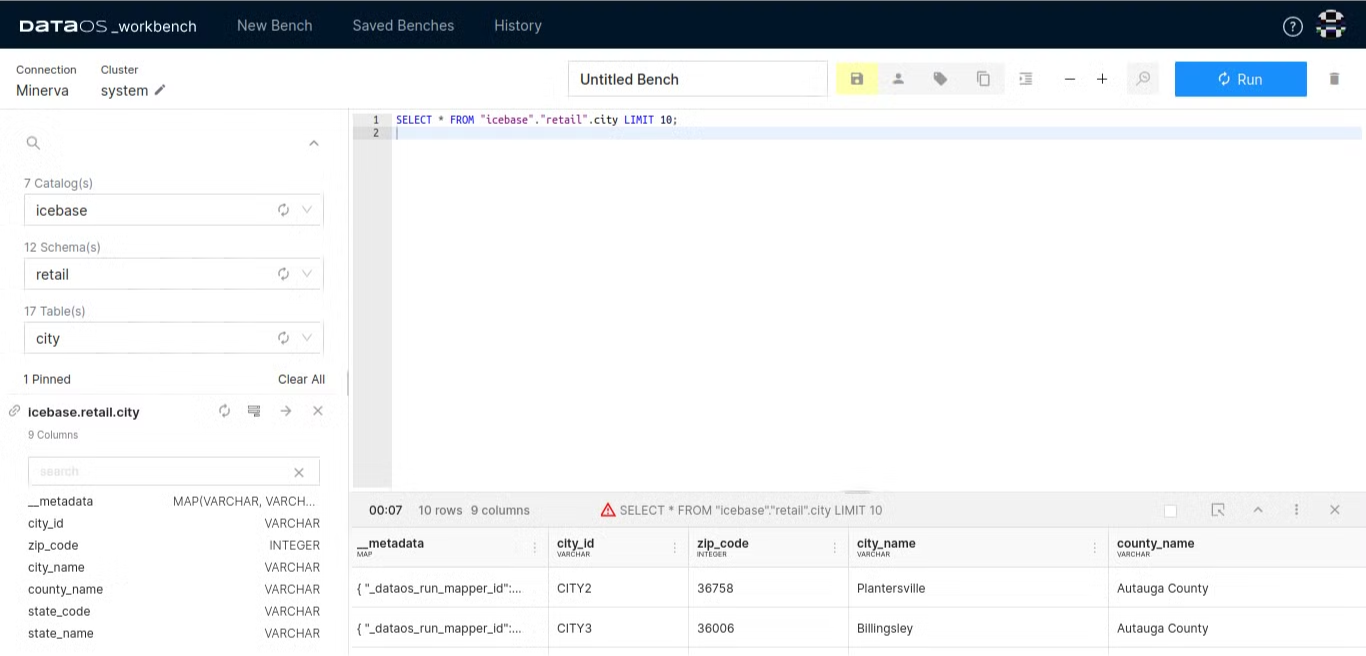 DATAOS _workbench New Bench Saved Benches History ?
Connection Cluster
Minerva system
Untitled Bench
Run
7 Catalog(s)
icebase
12 Schema(s)
retail
17 Table(s)
city
1 Pinned Clear All
icebase.retail.city
9 Columns
search
__metadata MAP(VARCHAR, VARCH...
city_id VARCHAR
zip_code INTEGER
city_name VARCHAR
county_name VARCHAR
state_code VARCHAR
state_name VARCHAR
1 SELECT * FROM "icebase"."retail".city LIMIT 10;
2
00:07 10 rows 9 columns SELECT * FROM "icebase"."retail".city LIMIT 10
__metadata city_id zip_code city_name county_name
MAP VARCHAR INTEGER VARCHAR VARCHAR
{ "_dataos_run_mapper_id":... CITY2 36758 Plantersville Autauga County
{ "_dataos_run_mapper_id":... CITY3 36006 Billingsley Autauga County